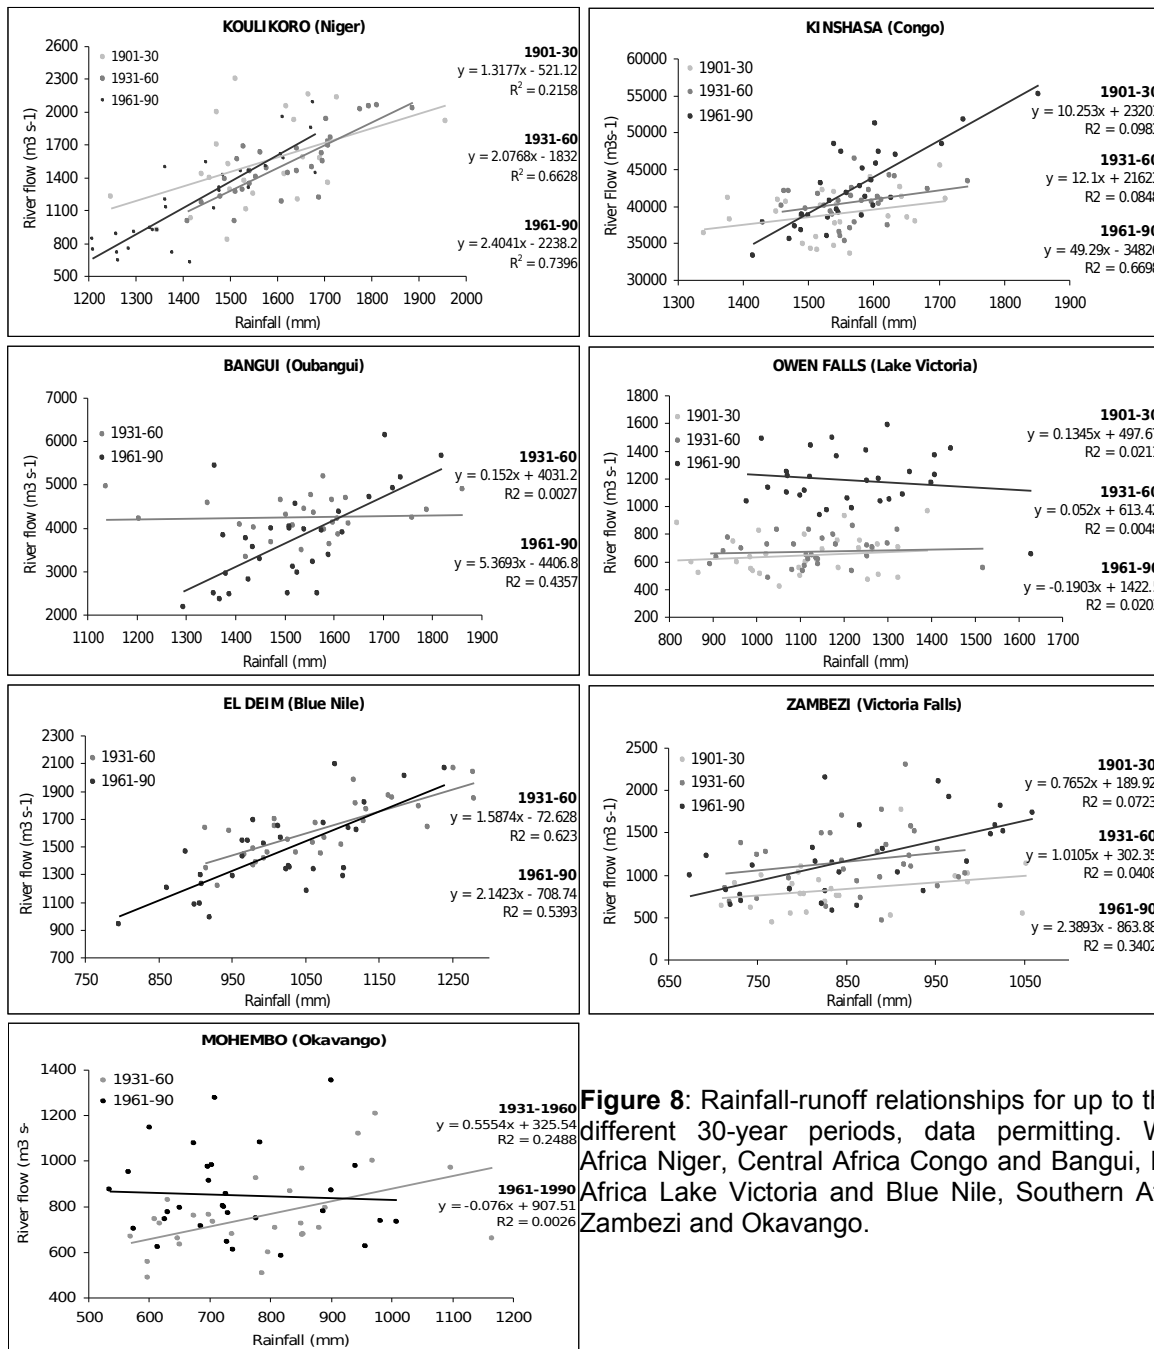 KOULIKORO (Niger)
River flow (m3 s-1)
2600
2300
2000
1700
1400
1100
800
500
1901-30
1931-60
1961-90
1901-30
y = 1.3177x - 521.12
R² = 0.2158
1931-60
y = 2.0768x - 1832
R² = 0.6628
1961-90
y = 2.4041x - 2238.2
R² = 0.7396
1200 1300 1400 1500 1600 1700 1800 1900 2000
Rainfall (mm)
KINSHASA (Congo)
River Flow (m3s-1)
60000
55000
50000
45000
40000
35000
30000
1901-30
1931-60
1961-90
1901-30
y = 10.253x + 2320
R2 = 0.098
1931-60
y = 12.1x + 2162
R2 = 0.084
1961-90
y = 49.29x - 3482
R2 = 0.669
1300 1400 1500 1600 1700 1800 1900
Rainfall (mm)
BANGUI (Oubangui)
River flow (m3 s-1)
7000
6000
5000
4000
3000
2000
1931-60
1961-90
1931-60
y = 0.152x + 4031.2
R2 = 0.0027
1961-90
y = 5.3693x - 4406.8
R2 = 0.4357
1100 1200 1300 1400 1500 1600 1700 1800 1900
Rainfall (mm)
OWEN FALLS (Lake Victoria)
River flow (m3 s-1)
1800
1600
1400
1200
1000
800
600
400
200
1901-30
1931-60
1961-90
1901-30
y = 0.1345x + 497.6
R2 = 0.021
1931-60
y = 0.052x + 613.4
R2 = 0.004
1961-90
y = -0.1903x + 1422.
R2 = 0.020
800 900 1000 1100 1200 1300 1400 1500 1600 1700
Rainfall (mm)
EL DEIM (Blue Nile)
River flow (m3 s-1)
2300
2100
1900
1700
1500
1300
1100
900
700
1931-60
1961-90
1931-60
y = 1.5874x - 72.628
R2 = 0.623
1961-90
y = 2.1423x - 708.74
R2 = 0.5393
750 850 950 1050 1150 1250
Rainfall (mm)
ZAMBEZI (Victoria Falls)
River flrow (m3 s-1)
2500
2000
1500
1000
500
0
1901-30
1931-60
1961-90
1901-30
y = 0.7652x + 189.92
R2 = 0.0723
1931-60
y = 1.0105x + 302.35
R2 = 0.0408
1961-90
y = 2.3893x - 863.88
R2 = 0.3402
650 750 850 950 1050
Rainfall (mm)
MOHEMBO (Okavango)
River flow (m3 s-
1400
1200
1000
800
600
400
1931-60
1961-90
1931-1960
y = 0.5554x + 325.54
R2 = 0.2488
1961-1990
y = -0.076x + 907.51
R2 = 0.0026
500 600 700 800 900 1000 1100 1200
Rainfall (mm)
Figure 8: Rainfall-runoff relationships for up to th
different 30-year periods, data permitting. W
Africa Niger, Central Africa Congo and Bangui,
Africa Lake Victoria and Blue Nile, Southern Af
Zambezi and Okavango.